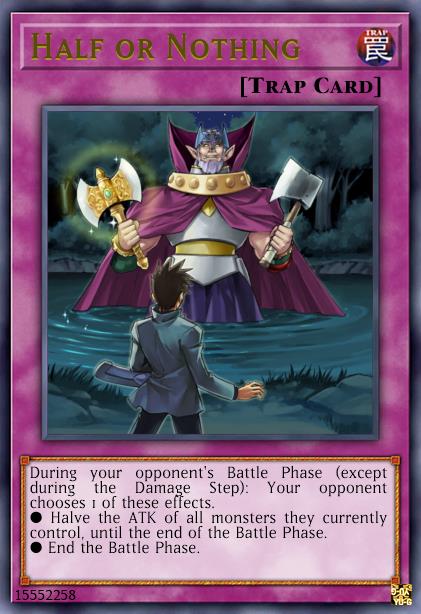 HALF OR NOTHING
TRAP
罠
[TRAP CARD]
During your opponent's Battle Phase (except
during the Damage Step): Your opponent
chooses 1 of these effects.
● Halve the ATK of all monsters they currently
control, until the end of the Battle Phase.
● End the Battle Phase.
15552258